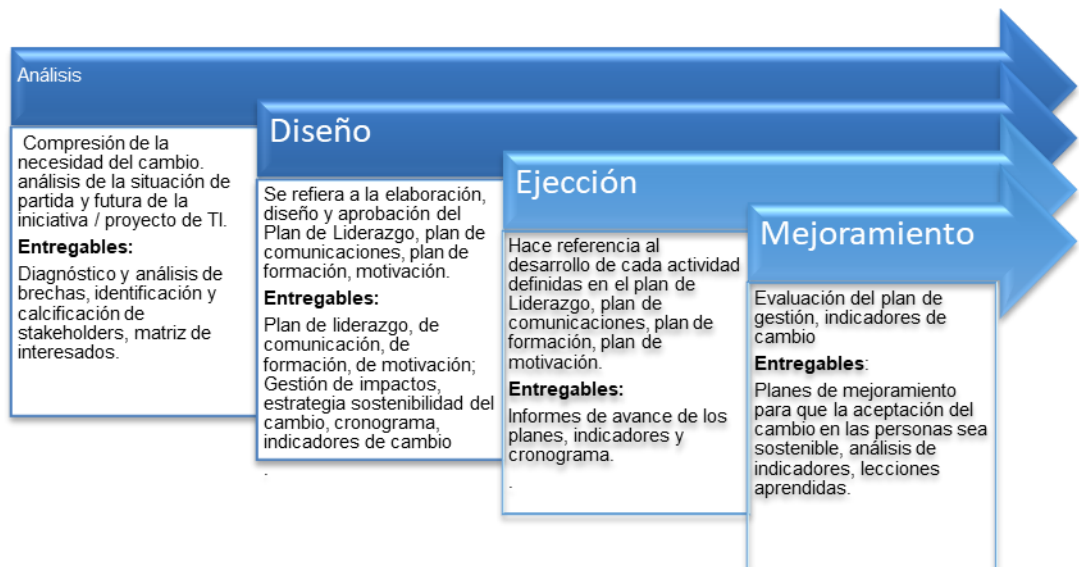 Análisis
Compresión de la
necesidad del cambio.
análisis de la situación de
partida y futura de la
iniciativa / proyecto de TI.
Entregables:
Diagnóstico y análisis de
brechas, identificación y
calcificación de
stakeholders, matriz de
interesados.
Diseño
Se refiera a la elaboración,
diseño y aprobación del
Plan de Liderazgo, plan de
comunicaciones, plan de
formación, motivación.
Entregables:
Plan de liderazgo, de
comunicación, de
formación, de motivación;
Gestión de impactos,
estrategia sostenibilidad del
cambio, cronograma,
indicadores de cambio
.
Ejección
Hace referencia al
desarrollo de cada actividad
definidas en el plan de
Liderazgo, plan de
comunicaciones, plan de
formación, plan de
motivación.
Entregables:
Informes de avance de los
planes, indicadores y
cronograma.
.
Mejoramiento
Evaluación del plan de
gestión, indicadores de
cambio
Entregables:
Planes de mejoramiento
para que la aceptación del
cambio en las personas sea
sostenible, análisis de
indicadores, lecciones
aprendidas.